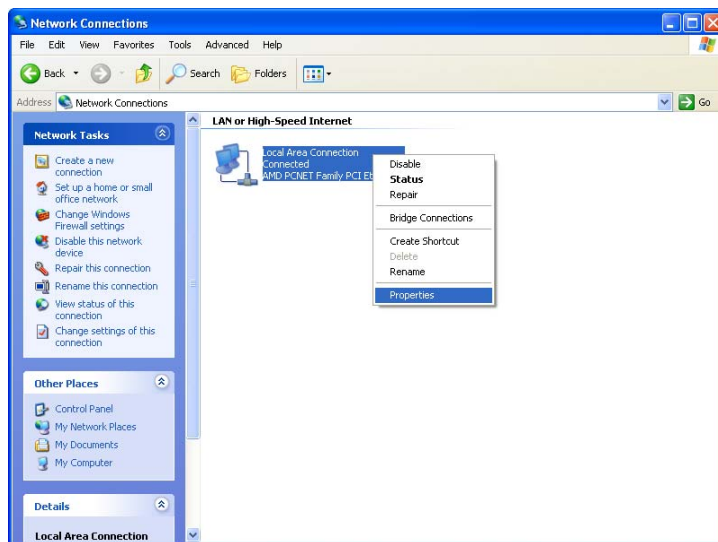 Network Connections
File Edit View Favorites Tools Advanced Help
Back Search Folders
Address Network Connections Go
Network Tasks
Create a new
connection
Set up a home or small
office network
Change Windows
Firewall settings
Disable this network
device
Repair this connection
Rename this connection
View status of this
connection
Change settings of this
connection
Other Places
Control Panel
My Network Places
My Documents
My Computer
Details
Local Area Connection
LAN or High-Speed Internet
Local Area Connection
Connected
AMD PCNET Family PCI Et
Disable
Status
Repair
Bridge Connections
Create Shortcut
Delete
Rename
Properties